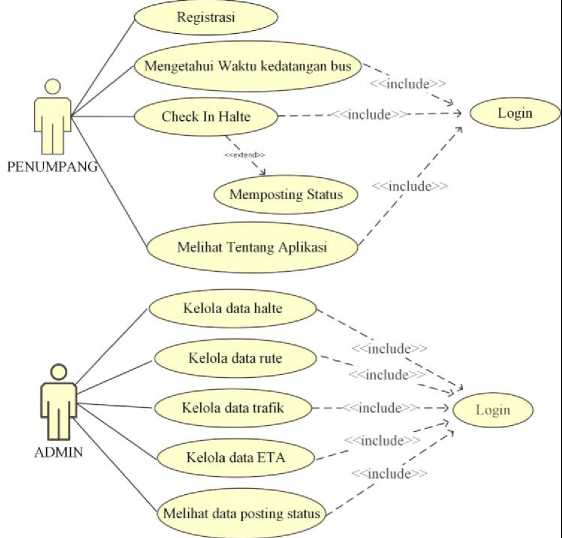 Registrasi
Mengetahui Waktu kedatangan bus
<<include>>
Check In Halte
<<include>>
Login
PENUMPANG
<<extend>>
Memposting Status
<<include>>
Melihat Tentang Aplikasi
Kelola data halte
<<include>>
Kelola data rute
<<include>>
Kelola data trafik
<<include>>
Login
ADMIN
<<include>>
Kelola data ETA
<<include>>
Melihat data posting status